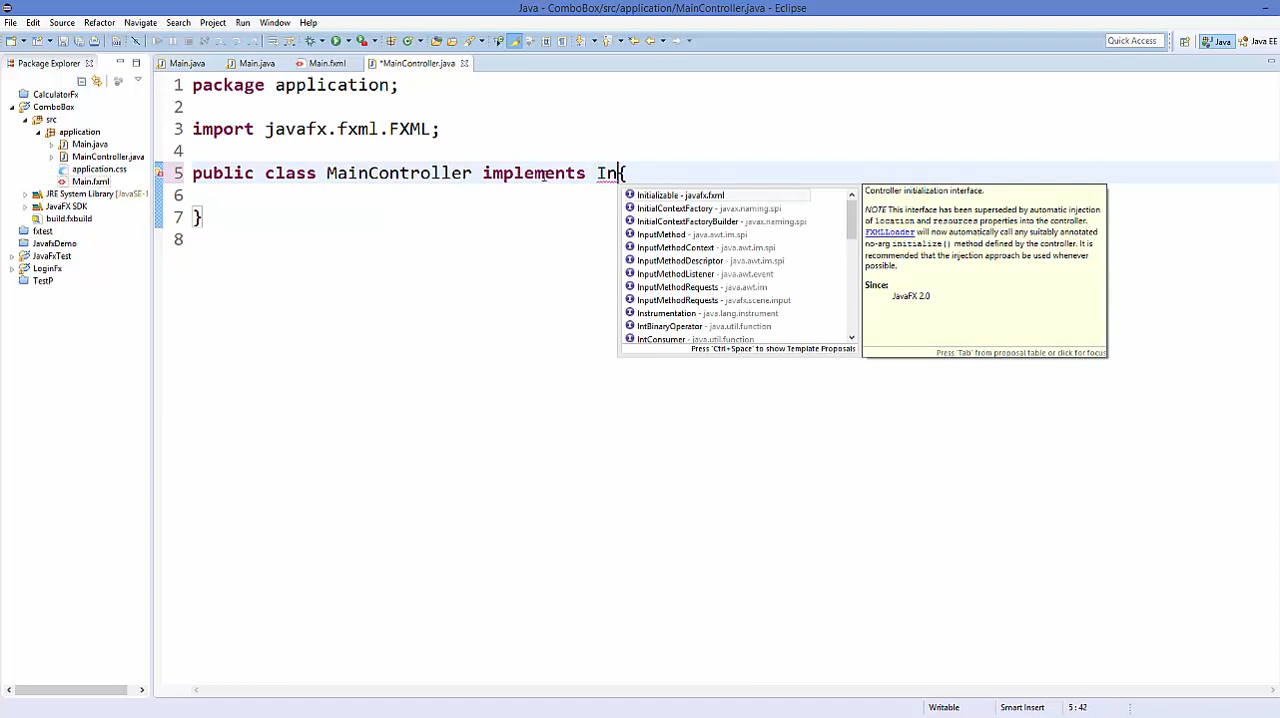 Java - ComboBox/src/application/MainController.java - Eclipse
File Edit Source Refactor Navigate Search Project Run Window Help
Quick Access Java Java EE
Package Explorer Main.java Main.java Main.fxml *MainController.java
CalculatorFx
ComboBox
src
application
Main.java
MainController.java
application.css
Main.fxml
JRE System Library [JavaSE-1
JavaFX SDK
build.fxbuild
fxtest
JavafxDemo
JavaFxTest
LoginFx
TestP
1 package application;
2
3 import javafx.fxml.FXML;
4
5 public class MainController implements In{
6
7 }
8
Initializable - javafx.fxml
InitialContextFactory - javax.naming.spi
InitialContextFactoryBuilder - javax.naming.spi
InputMethod - java.awt.im.spi
InputMethodContext - java.awt.im.spi
InputMethodDescriptor - java.awt.im.spi
InputMethodListener - java.awt.event
InputMethodRequests - java.awt.im
InputMethodRequests - javafx.scene.input
Instrumentation - java.lang.instrument
IntBinaryOperator - java.util.function
IntConsumer - java.util.function
Press 'Ctrl+Space' to show Template Proposals
Controller initialization interface.
NOTE This interface has been superseded by automatic injection
of location and resources properties into the controller.
FXMLLoader will now automatically call any suitably annotated
no-arg initialize() method defined by the controller. It is
recommended that the injection approach be used whenever
possible.
Since:
JavaFX 2.0
Press 'Tab' from proposal table or click for focus
Writable Smart Insert 5:42